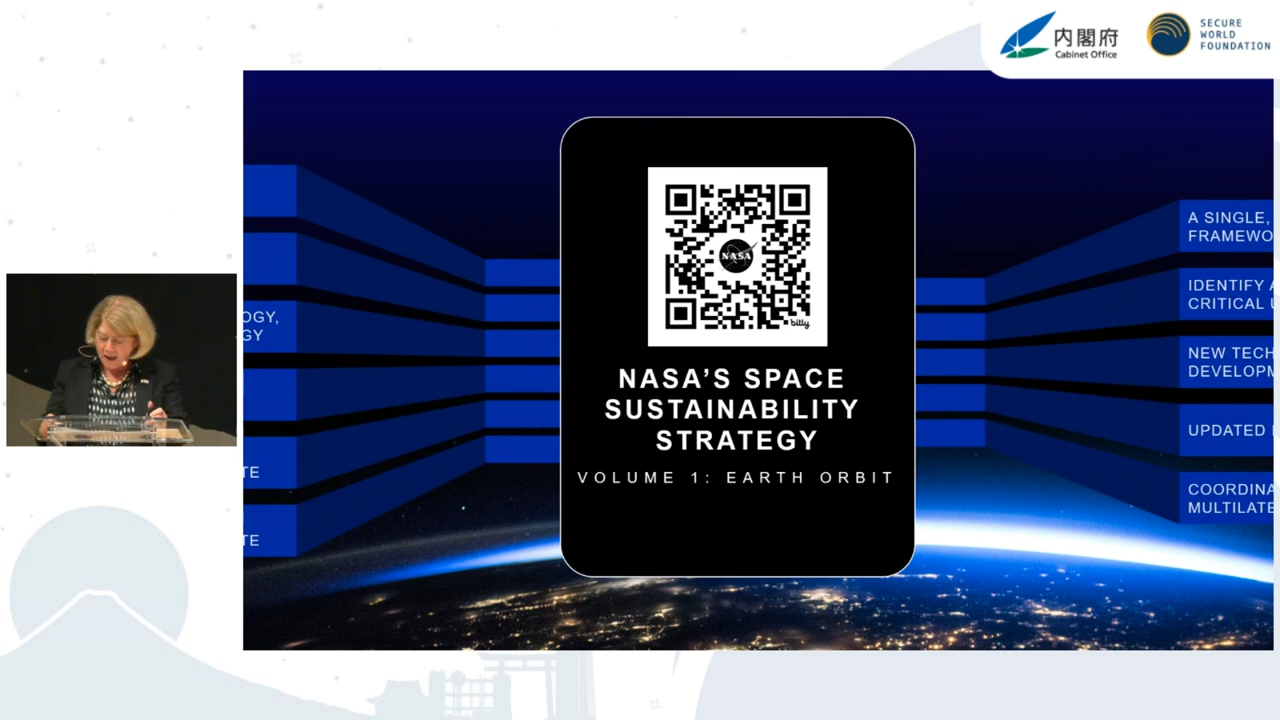 内閣府
Cabinet Office
SECURE
WORLD
FOUNDATION
OGY,
GY
TE
TE
NASA
bitly
NASA'S SPACE
SUSTAINABILITY
STRATEGY
VOLUME 1: EARTH ORBIT
A SINGLE,
FRAMEWO
IDENTIFY A
CRITICAL U
NEW TECH
DEVELOPM
UPDATED
COORDINA
MULTILATE